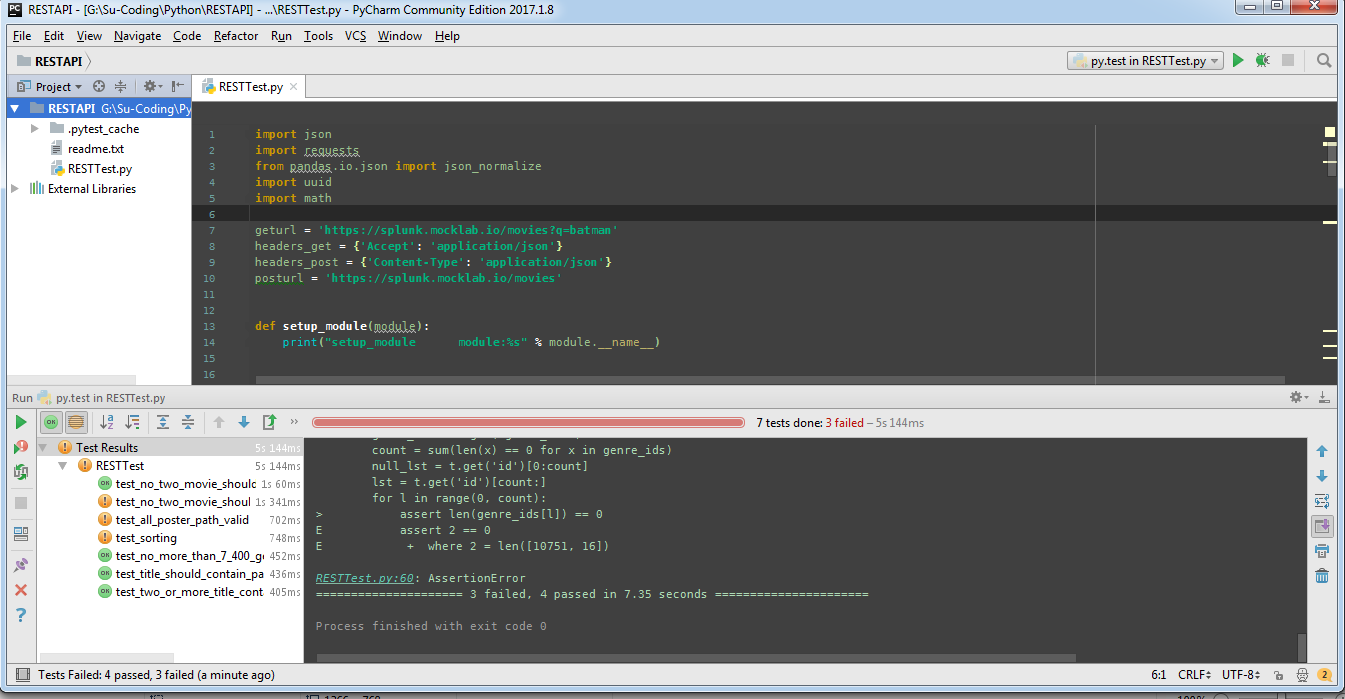 PC RESTAPI - [G:\Su-Coding\Python\RESTAPI] - ...\RESTTest.py - PyCharm Community Edition 2017.1.8
File Edit View Navigate Code Refactor Run Tools VCS Window Help
RESTAPI
py.test in RESTTest.py
Project
RESTTest.py
RESTAPI G:\Su-Coding\Py
.pytest_cache
readme.txt
RESTTest.py
External Libraries
1 import json
2 import requests
3 from pandas.io.json import json_normalize
4 import uuid
5 import math
6
7 geturl = 'https://splunk.mocklab.io/movies?q=batman'
8 headers_get = {'Accept': 'application/json'}
9 headers_post = {'Content-Type': 'application/json'}
10 posturl = 'https://splunk.mocklab.io/movies'
11
12
13 def setup_module(module):
14 print("setup_module      module:%s" % module.__name__)
15
16
Run py.test in RESTTest.py
7 tests done: 3 failed – 5s 144ms
Test Results 5s 144ms
RESTTest 5s 144ms
OK test_no_two_movie_should 1s 60ms
test_no_two_movie_shoul 1s 341ms
test_all_poster_path_valid 702ms
test_sorting 748ms
OK test_no_more_than_7_400_ge 452ms
OK test_title_should_contain_pa 436ms
OK test_two_or_more_title_cont 405ms
count = sum(len(x) == 0 for x in genre_ids)
null_lst = t.get('id')[0:count]
lst = t.get('id')[count:]
for l in range(0, count):
> assert len(genre_ids[l]) == 0
E assert 2 == 0
E + where 2 = len([10751, 16])
RESTTest.py:60: AssertionError
===================== 3 failed, 4 passed in 7.35 seconds ======================
Process finished with exit code 0
Tests Failed: 4 passed, 3 failed (a minute ago)
6:1 CRLF UTF-8 2